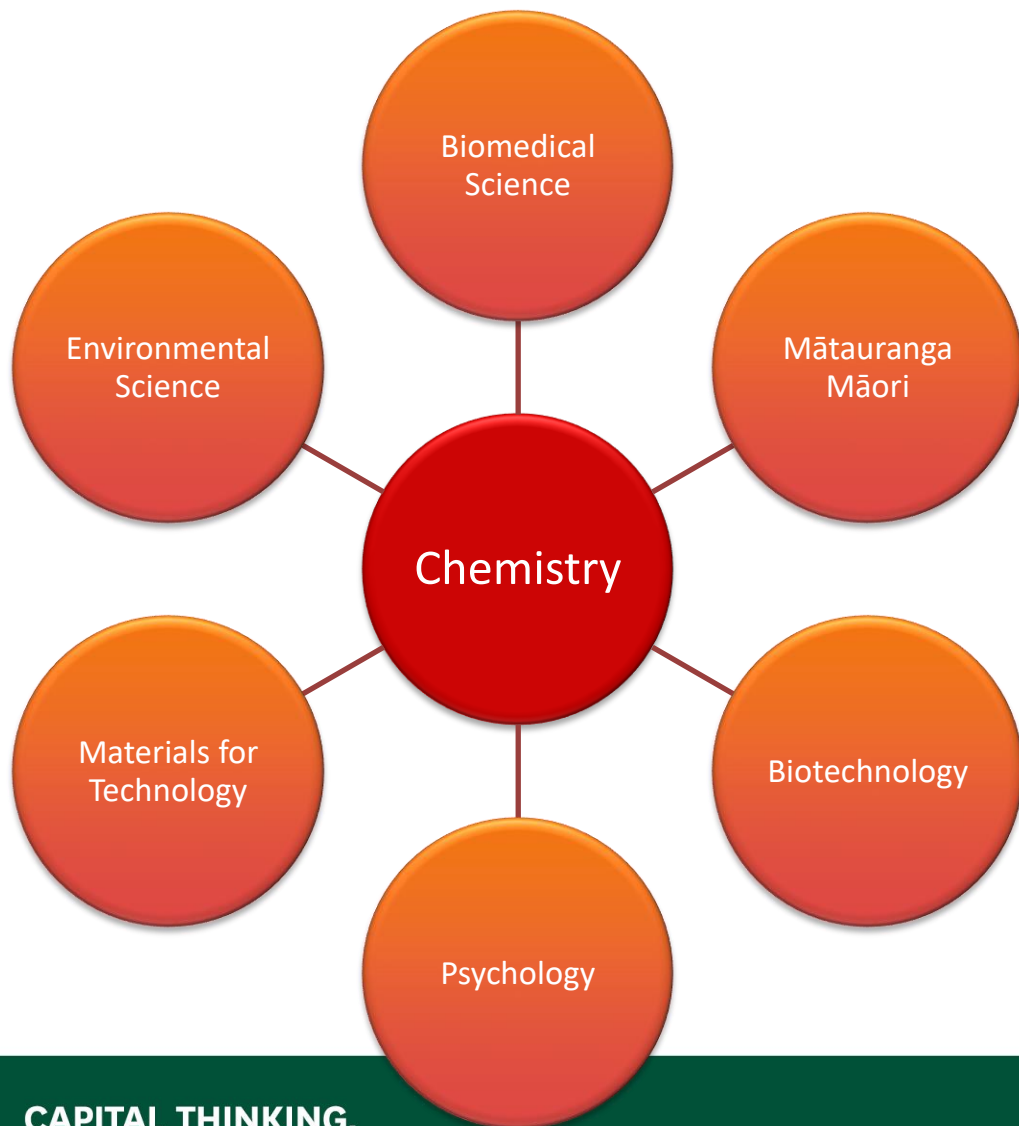 Biomedical
Science
Environmental
Science
Mātauranga
Māori
Chemistry
Materials for
Technology
Biotechnology
Psychology
CAPITAL THINKING.